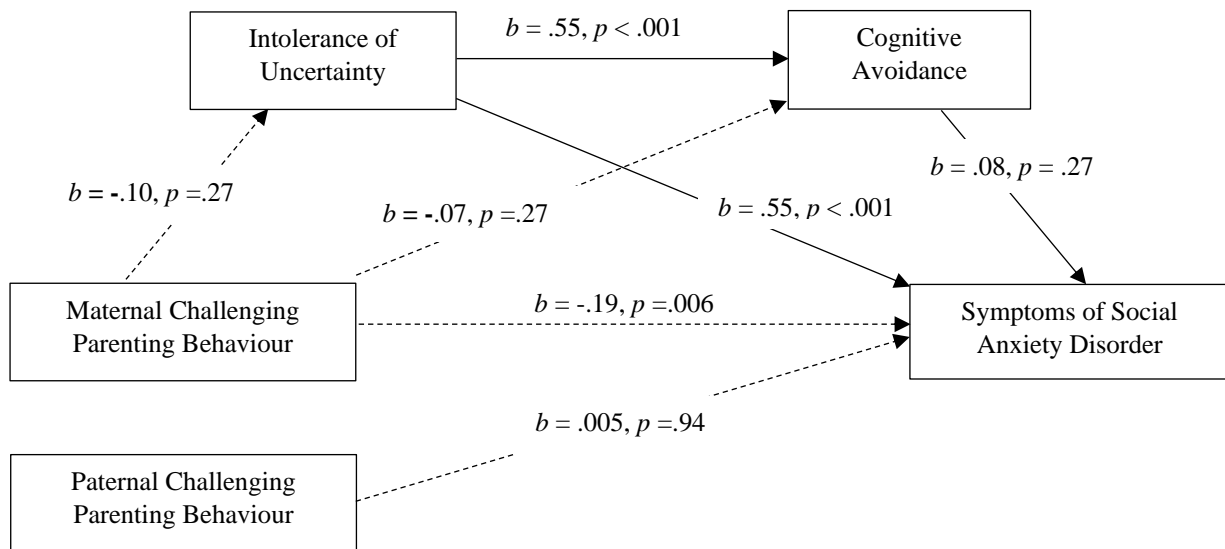 Intolerance of
Uncertainty
b = .55, p < .001
Cognitive
Avoidance
b = -.10, p =.27
b = -.07, p =.27
b = .55, p < .001
b = .08, p = .27
Maternal Challenging
Parenting Behaviour
b = -.19, p =.006
Symptoms of Social
Anxiety Disorder
b = .005, p =.94
Paternal Challenging
Parenting Behaviour